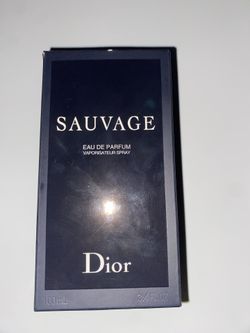 SAUVAGE
EAU DE PARFUM
VAPORISATEUR SPRAY
Dior